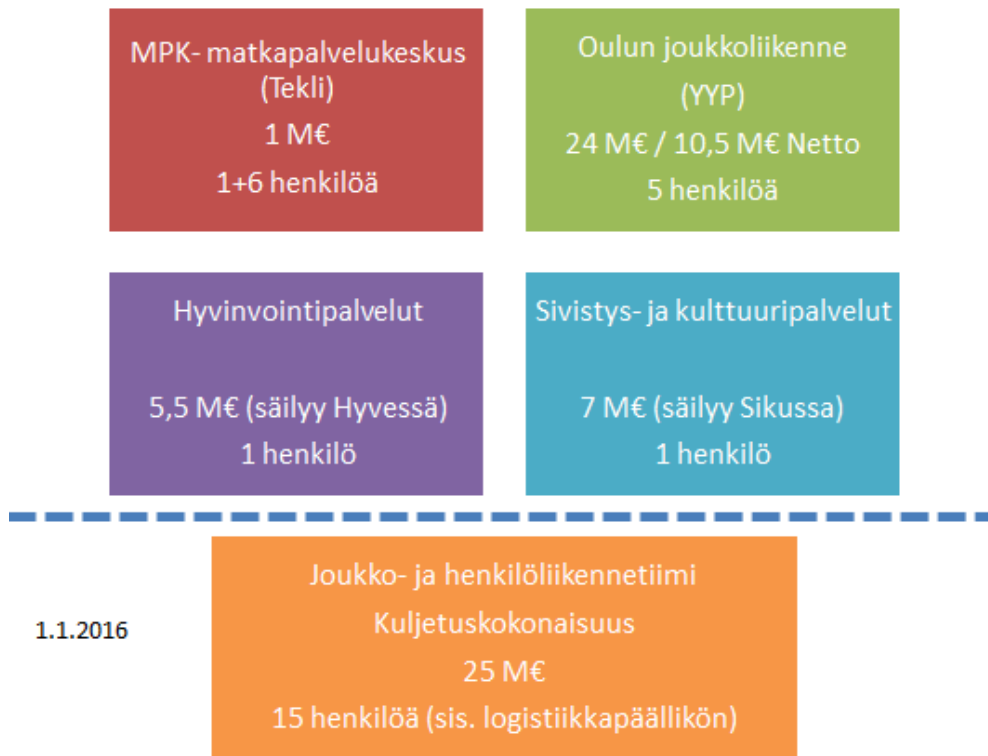 MPK- matkapalvelukeskus
(Tekli)
1 M€
1+6 henkilöä
Oulun joukkoliikenne
(YYP)
24 M€ / 10,5 M€ Netto
5 henkilöä
Hyvinvointipalvelut
5,5 M€ (säilyy Hyvessä)
1 henkilö
Sivistys- ja kulttuuripalvelut
7 M€ (säilyy Sikussa)
1 henkilö
1.1.2016
Joukko- ja henkilöliikennetiimi
Kuljetuskokonaisuus
25 M€
15 henkilöä (sis. logistiikkapäällikön)